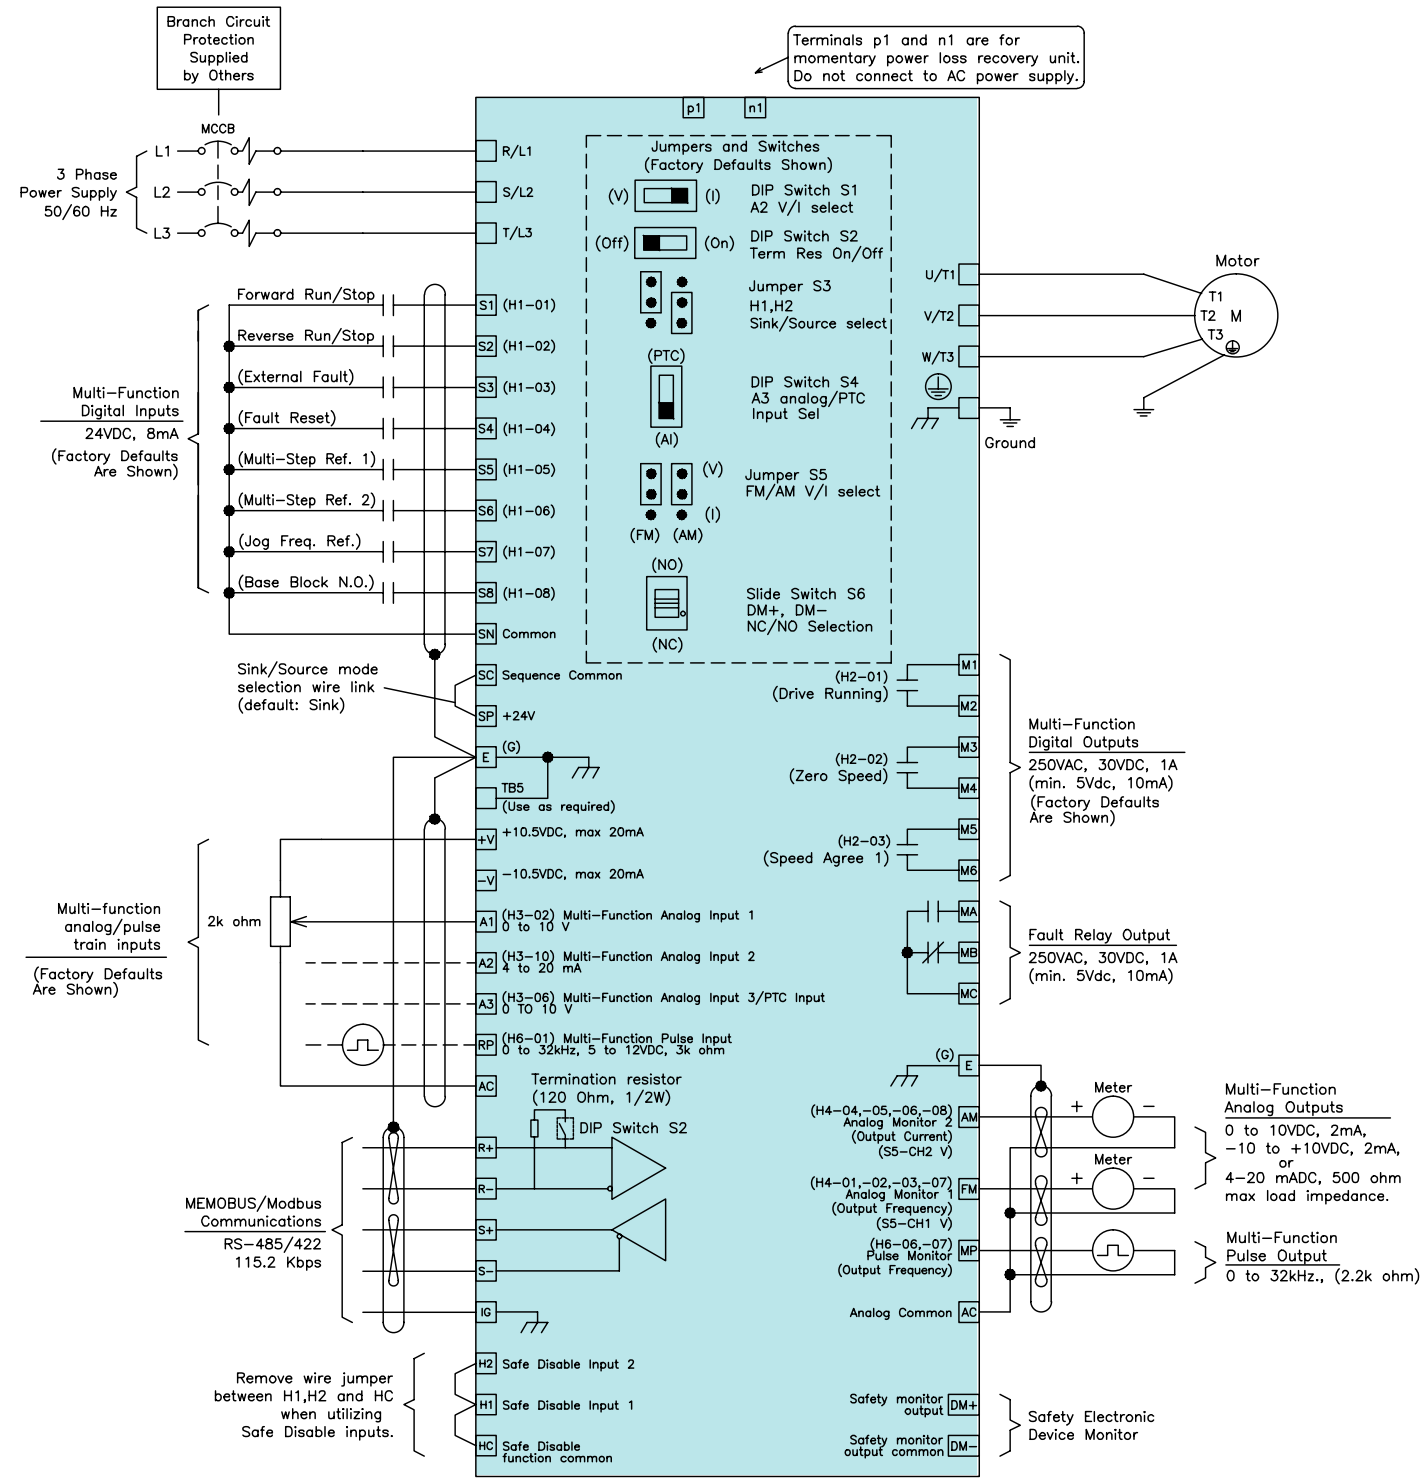 Branch Circuit
Protection
Supplied
by Others
Terminals p1 and n1 are for
momentary power loss recovery unit.
Do not connect to AC power supply.
p1
n1
MCCB
3 Phase
Power Supply
50/60 Hz
L1
L2
L3
R/L1
S/L2
T/L3
Jumpers and Switches
(Factory Defaults Shown)
(V)
(I)
DIP Switch S1
A2 V/I select
(Off)
(On)
DIP Switch S2
Term Res On/Off
Jumper S3
H1,H2
Sink/Source select
(PTC)
(AI)
DIP Switch S4
A3 analog/PTC
Input Sel
(V)
(I)
(FM)
(AM)
Jumper S5
FM/AM V/I select
(NO)
(NC)
Slide Switch S6
DM+, DM−
NC/NO Selection
U/T1
V/T2
W/T3
Ground
Motor
T1
T2
T3
M
Multi−Function
Digital Inputs
24VDC, 8mA
(Factory Defaults
Are Shown)
Forward Run/Stop
S1 (H1−01)
Reverse Run/Stop
S2 (H1−02)
(External Fault)
S3 (H1−03)
(Fault Reset)
S4 (H1−04)
(Multi−Step Ref. 1)
S5 (H1−05)
(Multi−Step Ref. 2)
S6 (H1−06)
(Jog Freq. Ref.)
S7 (H1−07)
(Base Block N.O.)
S8 (H1−08)
SN Common
Sink/Source mode
selection wire link
(default: Sink)
SC Sequence Common
SP +24V
E (G)
TB5
(Use as required)
(H2−01)
(Drive Running)
M1
M2
(H2−02)
(Zero Speed)
M3
M4
(H2−03)
(Speed Agree 1)
M5
M6
Multi−Function
Digital Outputs
250VAC, 30VDC, 1A
(min. 5Vdc, 10mA)
(Factory Defaults
Are Shown)
MA
MB
MC
Fault Relay Output
250VAC, 30VDC, 1A
(min. 5Vdc, 10mA)
Multi−function
analog/pulse
train inputs
(Factory Defaults
Are Shown)
2k ohm
+V +10.5VDC, max 20mA
−V −10.5VDC, max 20mA
A1 (H3−02) Multi−Function Analog Input 1
0 to 10 V
A2 (H3−10) Multi−Function Analog Input 2
4 to 20 mA
A3 (H3−06) Multi−Function Analog Input 3/PTC Input
0 TO 10 V
RP (H6−01) Multi−Function Pulse Input
0 to 32kHz, 5 to 12VDC, 3k ohm
AC
Termination resistor
(120 Ohm, 1/2W)
DIP Switch S2
MEMOBUS/Modbus
Communications
RS−485/422
115.2 Kbps
R+
R−
S+
S−
IG
(G)
E
(H4−04,−05,−06,−08)
Analog Monitor 2
(Output Current)
(S5−CH2 V)
AM
Meter
+
−
(H4−01,−02,−03,−07)
Analog Monitor 1
(Output Frequency)
(S5−CH1 V)
FM
Meter
+
−
(H6−06,−07)
Pulse Monitor
(Output Frequency)
MP
Analog Common AC
Multi−Function
Analog Outputs
0 to 10VDC, 2mA,
−10 to +10VDC, 2mA,
or
4−20 mADC, 500 ohm
max load impedance.
Multi−Function
Pulse Output
0 to 32kHz., (2.2k ohm)
Remove wire jumper
between H1,H2 and HC
when utilizing
Safe Disable inputs.
H2 Safe Disable Input 2
H1 Safe Disable Input 1
HC Safe Disable
function common
Safety monitor
output
DM+
Safety monitor
output common
DM−
Safety Electronic
Device Monitor